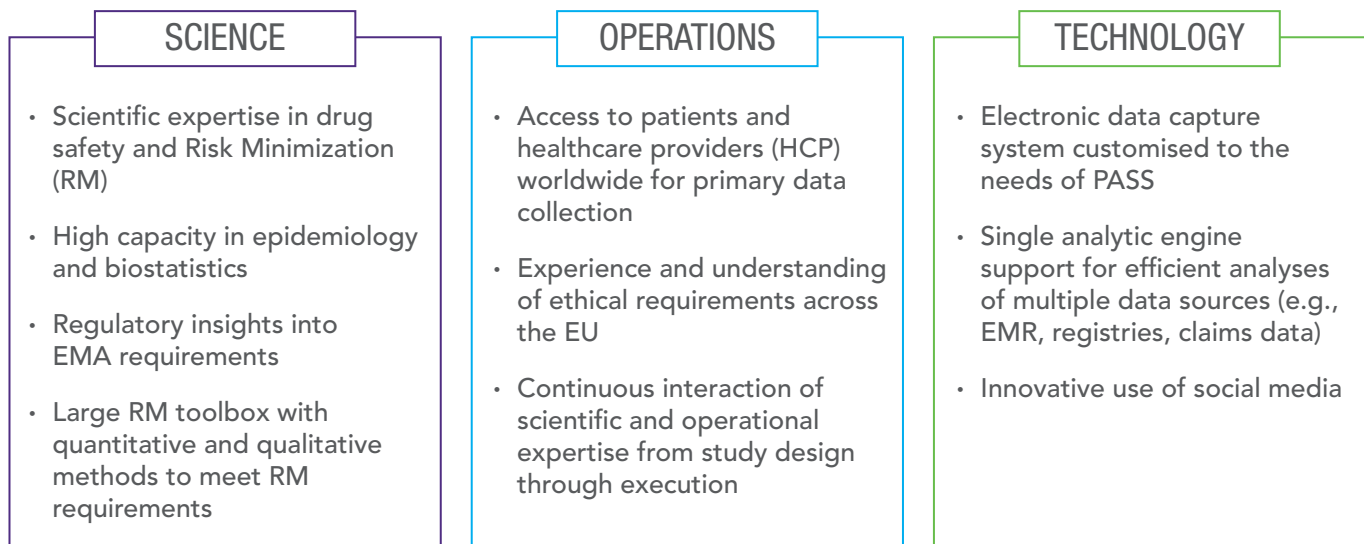 SCIENCE
· Scientific expertise in drug
safety and Risk Minimization
(RM)
· High capacity in epidemiology
and biostatistics
· Regulatory insights into
EMA requirements
· Large RM toolbox with
quantitative and qualitative
methods to meet RM
requirements
OPERATIONS
· Access to patients and
healthcare providers (HCP)
worldwide for primary data
collection
· Experience and understanding
of ethical requirements across
the EU
· Continuous interaction of
scientific and operational
expertise from study design
through execution
TECHNOLOGY
· Electronic data capture
system customised to the
needs of PASS
· Single analytic engine
support for efficient analyses
of multiple data sources (e.g.,
EMR, registries, claims data)
· Innovative use of social media